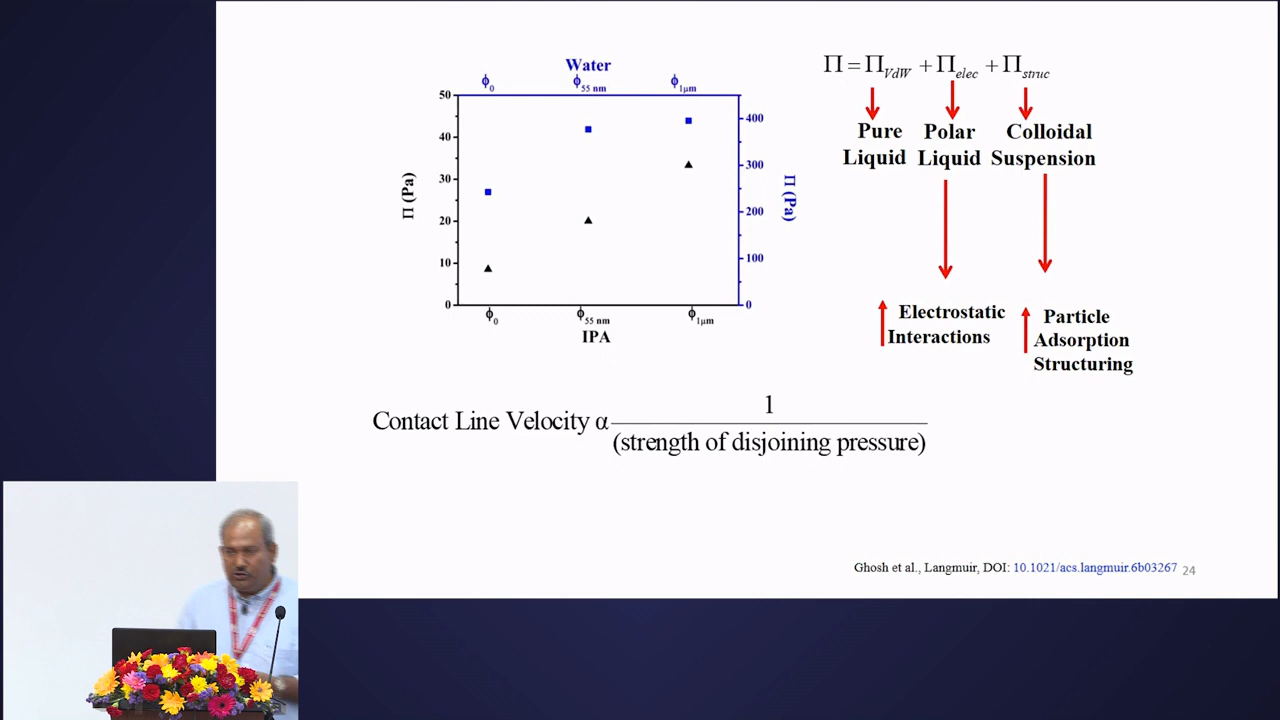 Water
ϕ0 ϕ55 nm ϕ1μm
50
40
30
20
10
0
Π (Pa)
400
300
200
100
0
Π (Pa)
ϕ0 ϕ55 nm ϕ1μm
IPA
Π = ΠVdW + Πelec + Πstruc
Pure Liquid
Polar Liquid
Colloidal Suspension
Electrostatic
Interactions
Particle
Adsorption
Structuring
Contact Line Velocity α 1
(strength of disjoining pressure)
Ghosh et al., Langmuir, DOI: 10.1021/acs.langmuir.6b03267 24